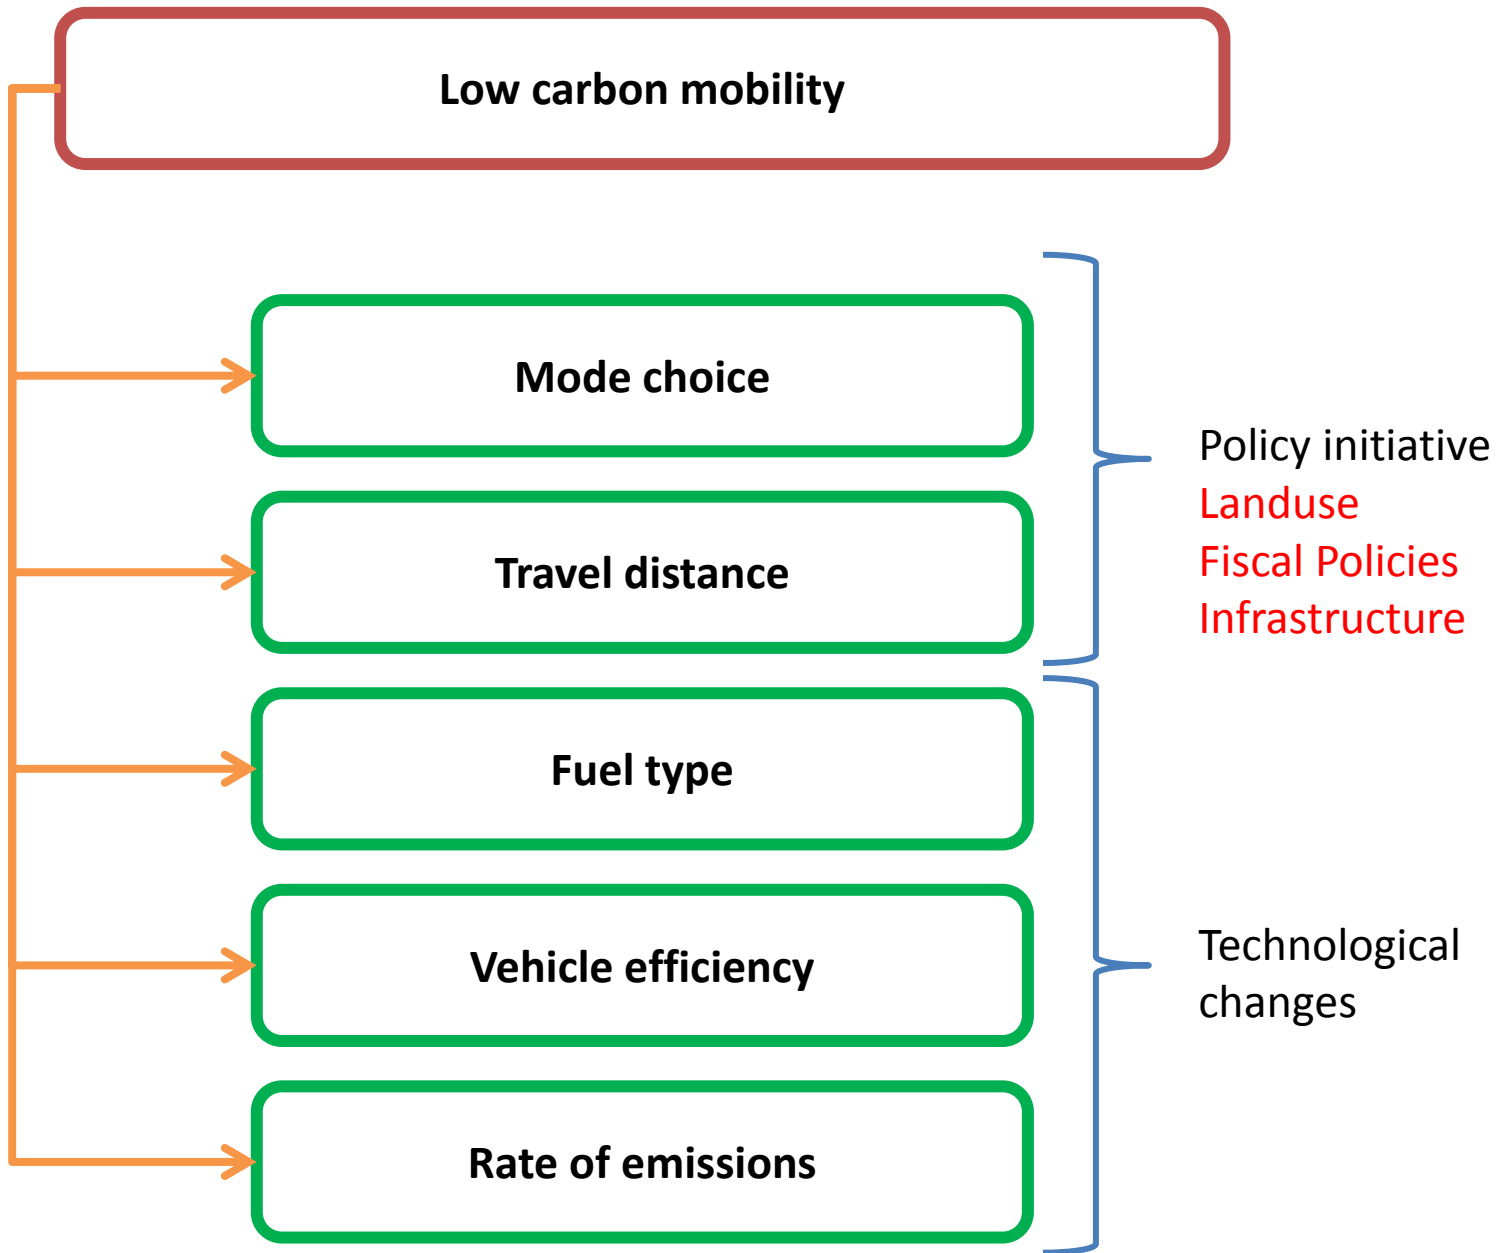 Low carbon mobility
Mode choice
Travel distance
Fuel type
Vehicle efficiency
Rate of emissions
Policy initiative
Landuse
Fiscal Policies
Infrastructure
Technological
changes